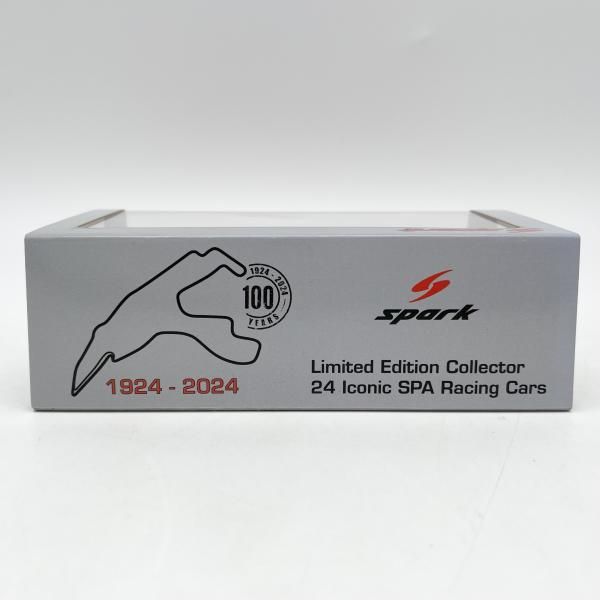 1924 - 2024
100
YEARS
1924 - 2024
spark
Limited Edition Collector
24 Iconic SPA Racing Cars